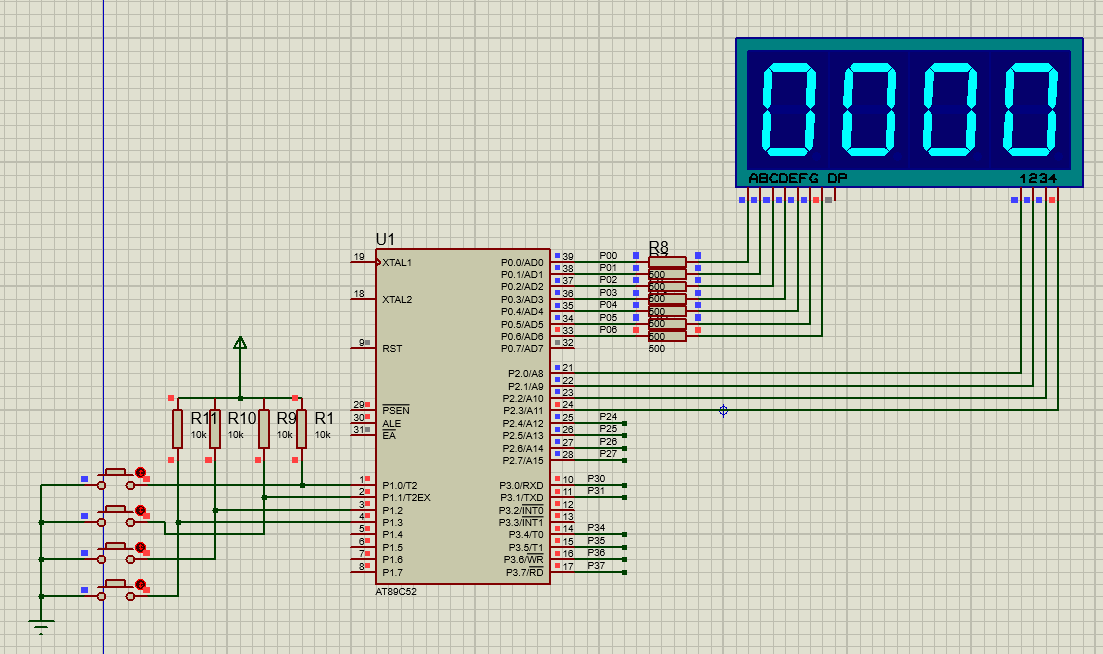 ABCDEFG DP 1234
U1
R8
19 XTAL1
18 XTAL2
9 RST
29 PSEN
30 ALE
31 EA
1 P1.0/T2
2 P1.1/T2EX
3 P1.2
4 P1.3
5 P1.4
6 P1.5
7 P1.6
8 P1.7
P0.0/AD0 39 P00
P0.1/AD1 38 P01
P0.2/AD2 37 P02
P0.3/AD3 36 P03
P0.4/AD4 35 P04
P0.5/AD5 34 P05
P0.6/AD6 33 P06
P0.7/AD7 32
500
500
500
500
500
500
500
P2.0/A8 21
P2.1/A9 22
P2.2/A10 23
P2.3/A11 24
P2.4/A12 25 P24
P2.5/A13 26 P25
P2.6/A14 27 P26
P2.7/A15 28 P27
P3.0/RXD 10 P30
P3.1/TXD 11 P31
P3.2/INT0 12
P3.3/INT1 13
P3.4/T0 14 P34
P3.5/T1 15 P35
P3.6/WR 16 P36
P3.7/RD 17 P37
R11 R10 R9 R1
10k 10k 10k 10k
AT89C52
0000